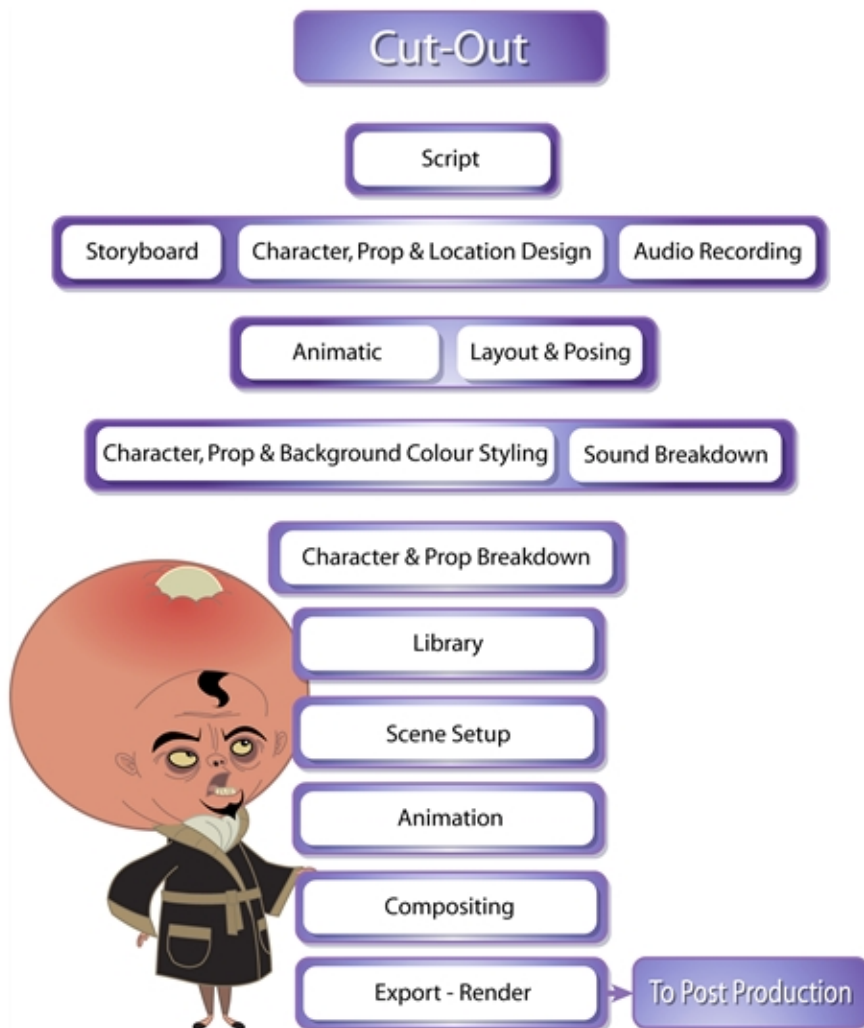 Cut-Out
Script
Storyboard
Character, Prop & Location Design
Audio Recording
Animatic
Layout & Posing
Character, Prop & Background Colour Styling
Sound Breakdown
Character & Prop Breakdown
Library
Scene Setup
Animation
Compositing
Export - Render
To Post Production